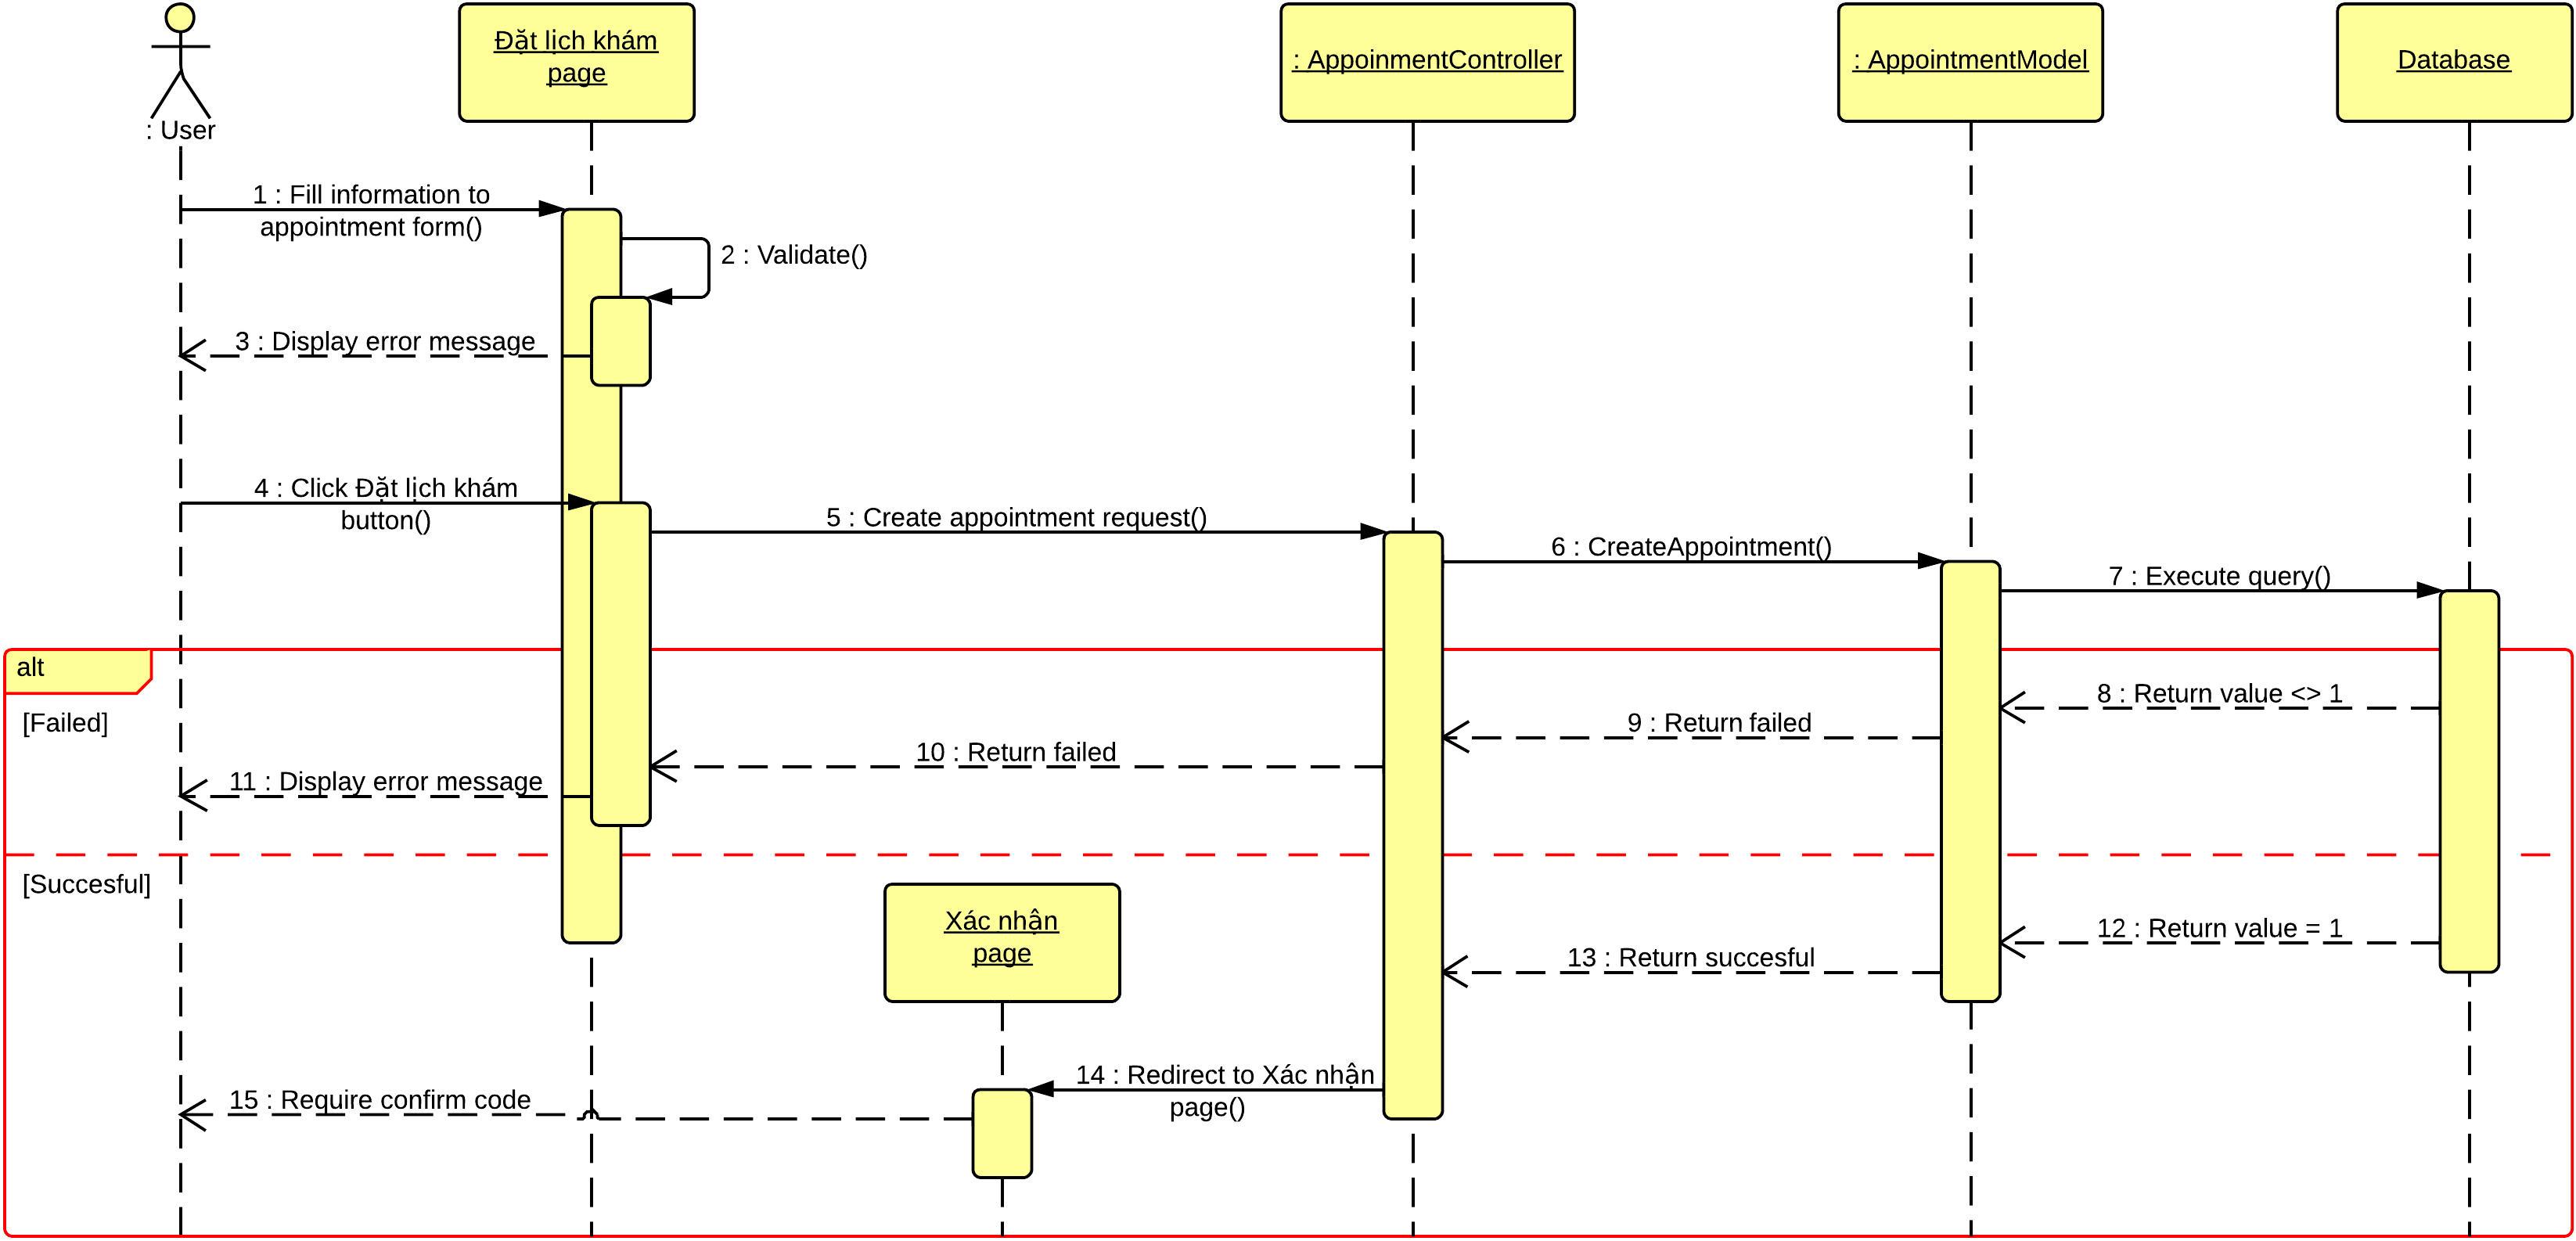 Đặt lịch khám
page
: AppoinmentController
: AppointmentModel
Database
: User
1 : Fill information to
appointment form()
2 : Validate()
3 : Display error message
4 : Click Đặt lịch khám
button()
5 : Create appointment request()
6 : CreateAppointment()
7 : Execute query()
alt
[Failed]
8 : Return value <> 1
9 : Return failed
10 : Return failed
11 : Display error message
[Succesful]
Xác nhận
page
12 : Return value = 1
13 : Return succesful
14 : Redirect to Xác nhận
page()
15 : Require confirm code